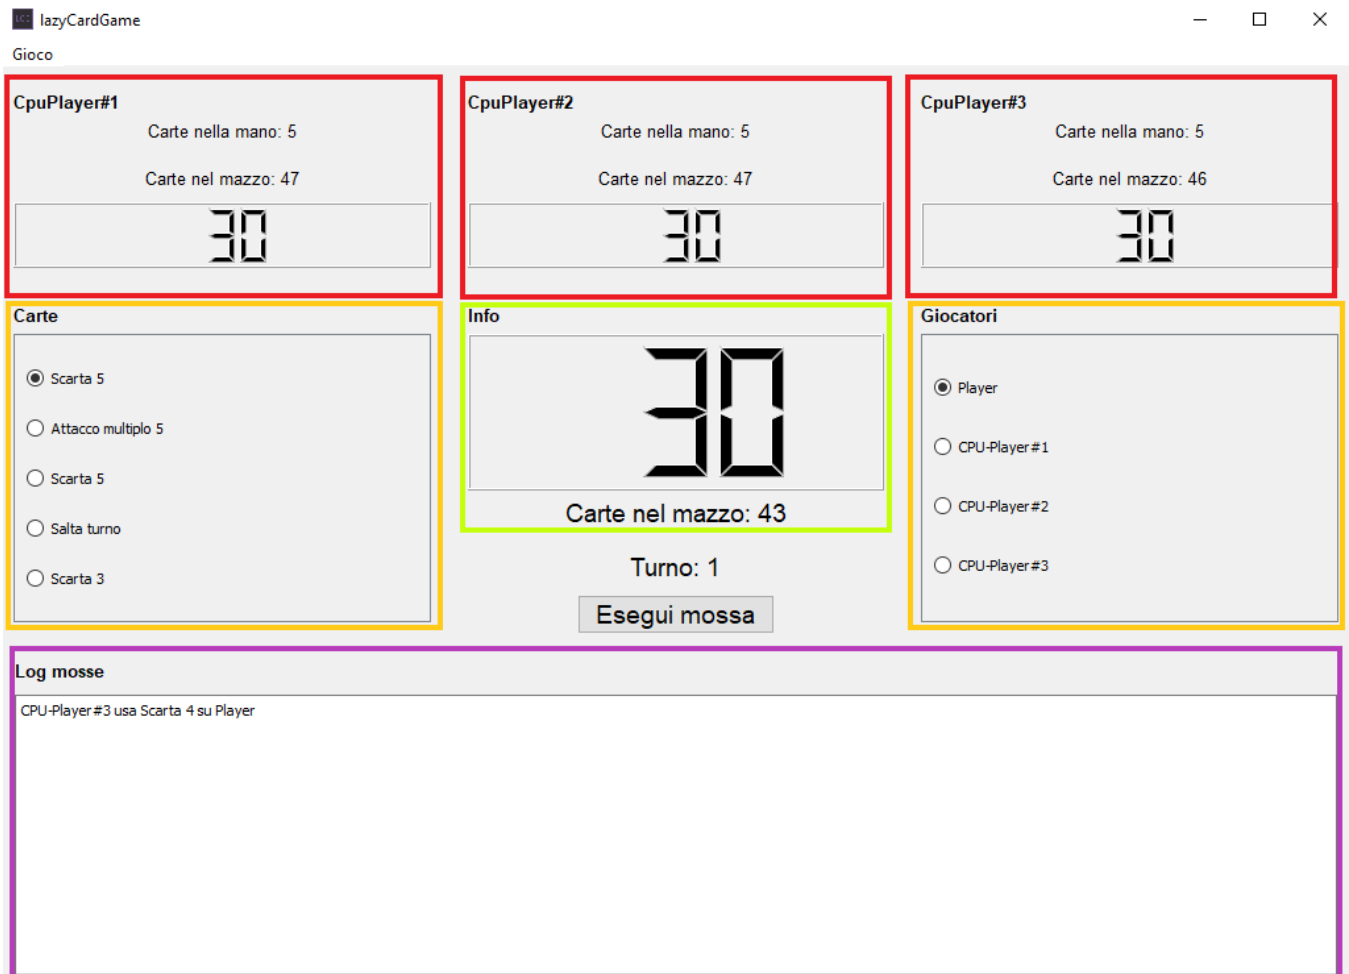 lazyCardGame
Gioco
CpuPlayer#1
Carte nella mano: 5
Carte nel mazzo: 47
30
CpuPlayer#2
Carte nella mano: 5
Carte nel mazzo: 47
30
CpuPlayer#3
Carte nella mano: 5
Carte nel mazzo: 46
30
Carte
Scarta 5
Attacco multiplo 5
Scarta 5
Salta turno
Scarta 3
Info
30
Carte nel mazzo: 43
Turno: 1
Esegui mossa
Giocatori
Player
CPU-Player#1
CPU-Player#2
CPU-Player#3
Log mosse
CPU-Player#3 usa Scarta 4 su Player